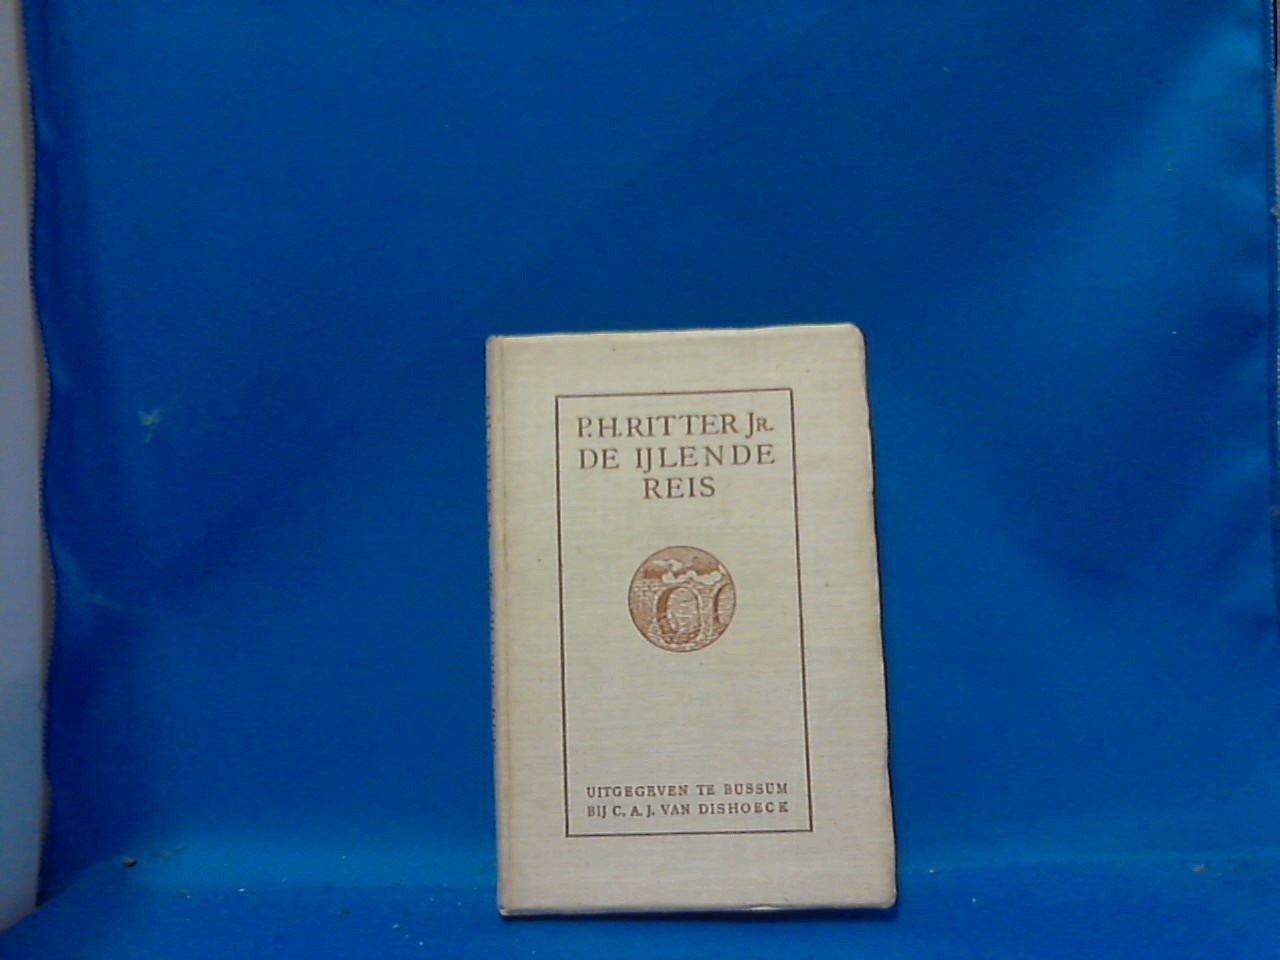 P.H. RITTER JR.
DE IJLENDE
REIS
UITGEGEVEN TE BUSSUM
BIJ C. A. J. VAN DISHOECK